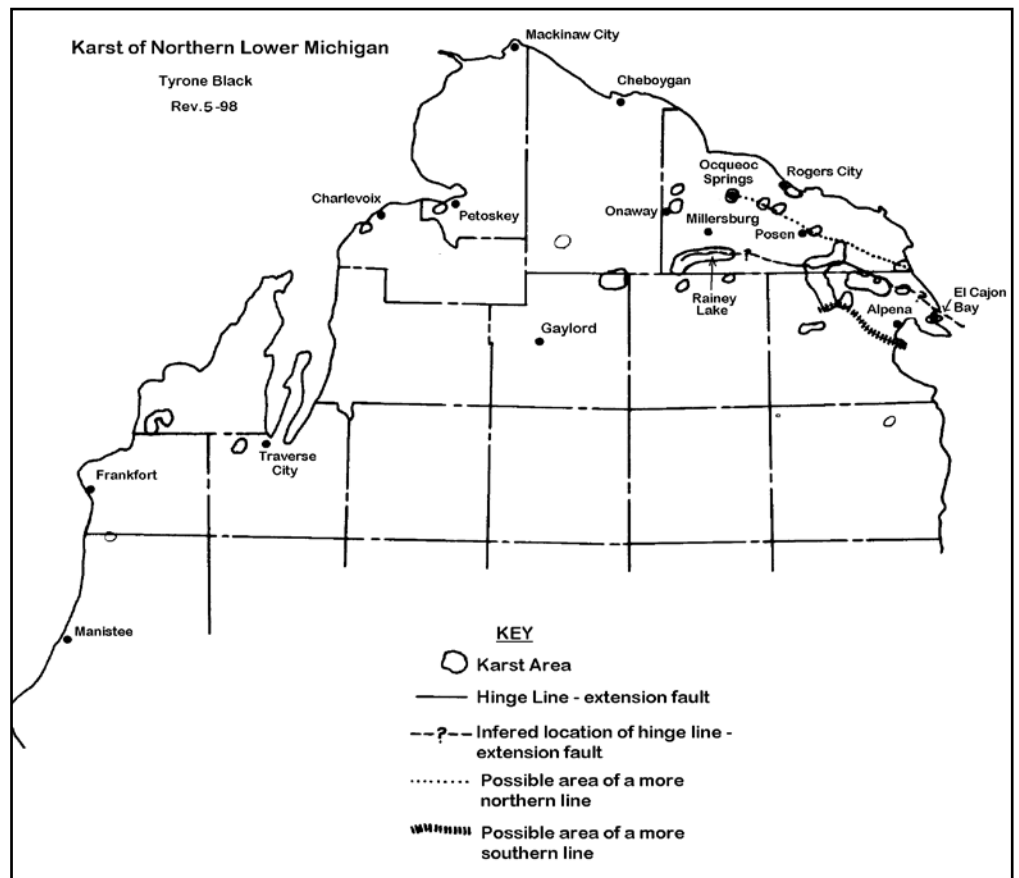 Karst of Northern Lower Michigan
Tyrone Black
Rev.5-98
Mackinaw City
Cheboygan
Ocqueoc
Springs
Rogers City
Charlevoix
Petoskey
Onaway
Millersburg
Posen
?
Rainey
Lake
?
El Cajon
Bay
Alpena
Gaylord
Traverse
City
Frankfort
Manistee
KEY
Karst Area
Hinge Line - extension fault
--?-- Infered location of hinge line -
extension fault
Possible area of a more
northern line
Possible area of a more
southern line